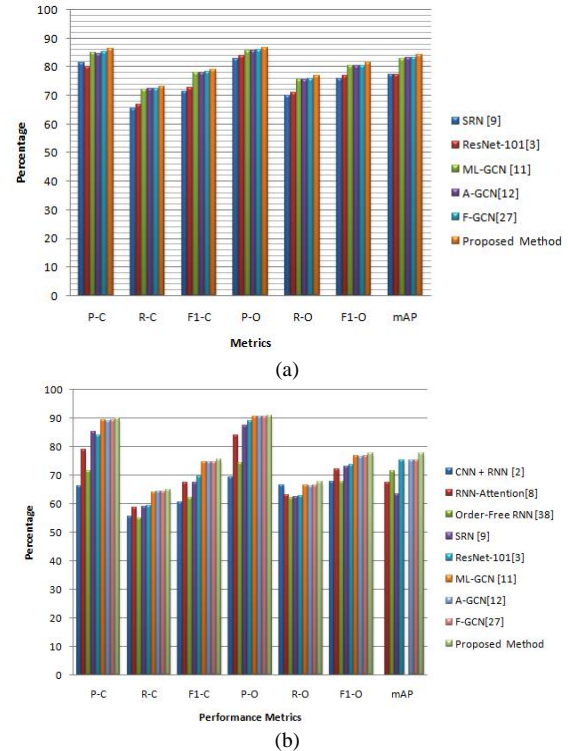 100
90
80
70
60
50
40
30
20
10
0
Percentage
P-C R-C F1-C P-O R-O F1-O mAP
Metrics
SRN [9]
ResNet-101[3]
ML-GCN [11]
A-GCN[12]
F-GCN[27]
Proposed Method
(a)
100
90
80
70
60
50
40
30
20
10
0
Percentage
P-C R-C F1-C P-O R-O F1-O mAP
Performance Metrics
CNN + RNN [2]
RNN-Attention[8]
Order-Free RNN [38]
SRN [9]
ResNet-101[3]
ML-GCN [11]
A-GCN[12]
F-GCN[27]
Proposed Method
(b)